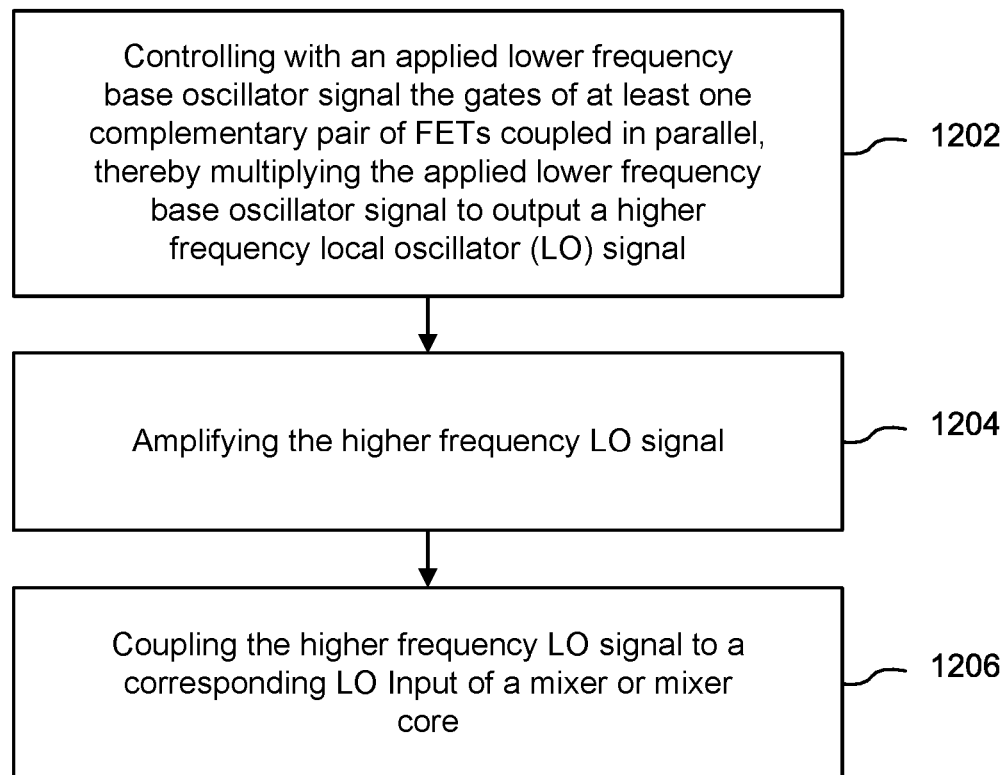 Controlling with an applied lower frequency
base oscillator signal the gates of at least one
complementary pair of FETs coupled in parallel,
thereby multiplying the applied lower frequency
base oscillator signal to output a higher
frequency local oscillator (LO) signal
1202
Amplifying the higher frequency LO signal
1204
Coupling the higher frequency LO signal to a
corresponding LO Input of a mixer or mixer
core
1206